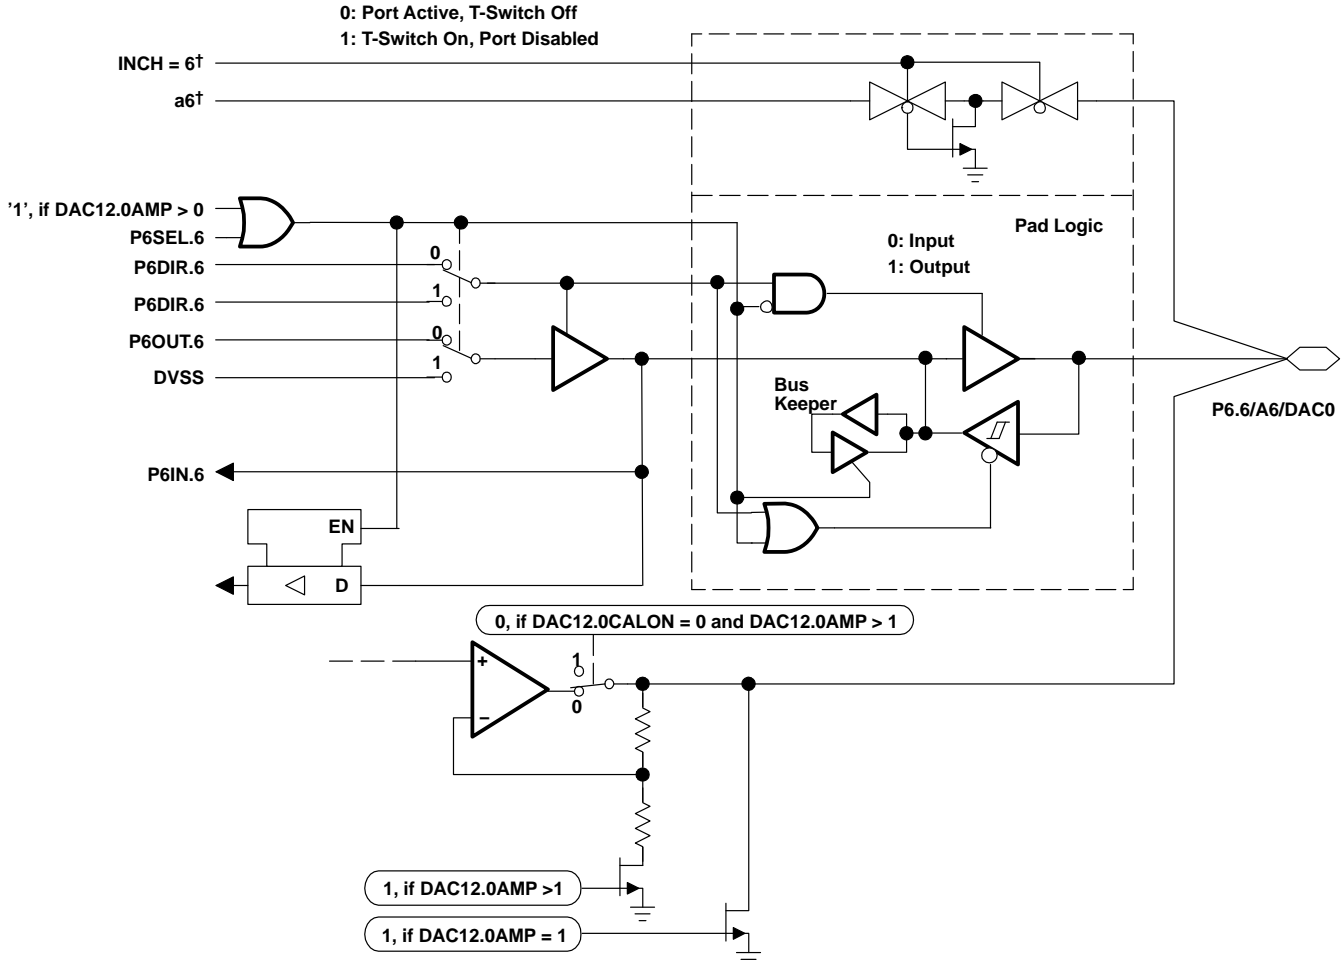 0: Port Active, T-Switch Off
1: T-Switch On, Port Disabled
INCH = 6†
a6†
’1’, if DAC12.0AMP > 0
P6SEL.6
P6DIR.6
0
P6DIR.6
1
P6OUT.6
0
DVSS
1
Pad Logic
0: Input
1: Output
Bus
Keeper
P6.6/A6/DAC0
P6IN.6
EN
D
0, if DAC12.0CALON = 0 and DAC12.0AMP > 1
+
−
1
0
1, if DAC12.0AMP >1
1, if DAC12.0AMP = 1